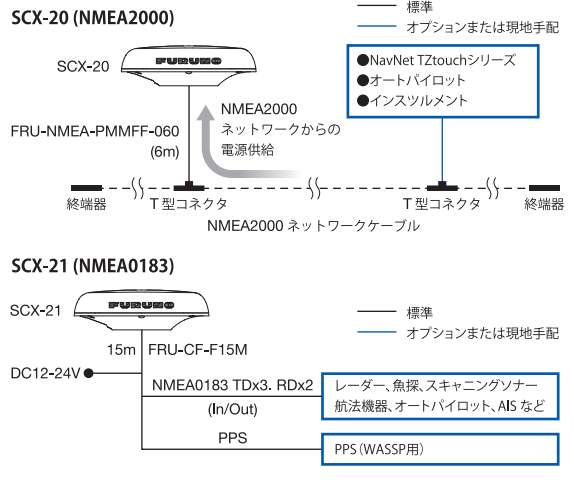 SCX-20 (NMEA2000)
標準
オプションまたは現地手配
SCX-20
FURUNO
●NavNet TZtouchシリーズ
●オートパイロット
●インスツルメント
FRU-NMEA-PMMFF-060
(6m)
NMEA2000
ネットワークからの
電源供給
終端器
T型コネクタ
T型コネクタ
終端器
NMEA2000 ネットワークケーブル
SCX-21 (NMEA0183)
SCX-21
FURUNO
標準
オプションまたは現地手配
15m
FRU-CF-F15M
DC12-24V
NMEA0183 TDx3. RDx2
(In/Out)
レーダー、魚探、スキャニングソナー
航法機器、オートパイロット、AIS など
PPS
PPS (WASSP用)